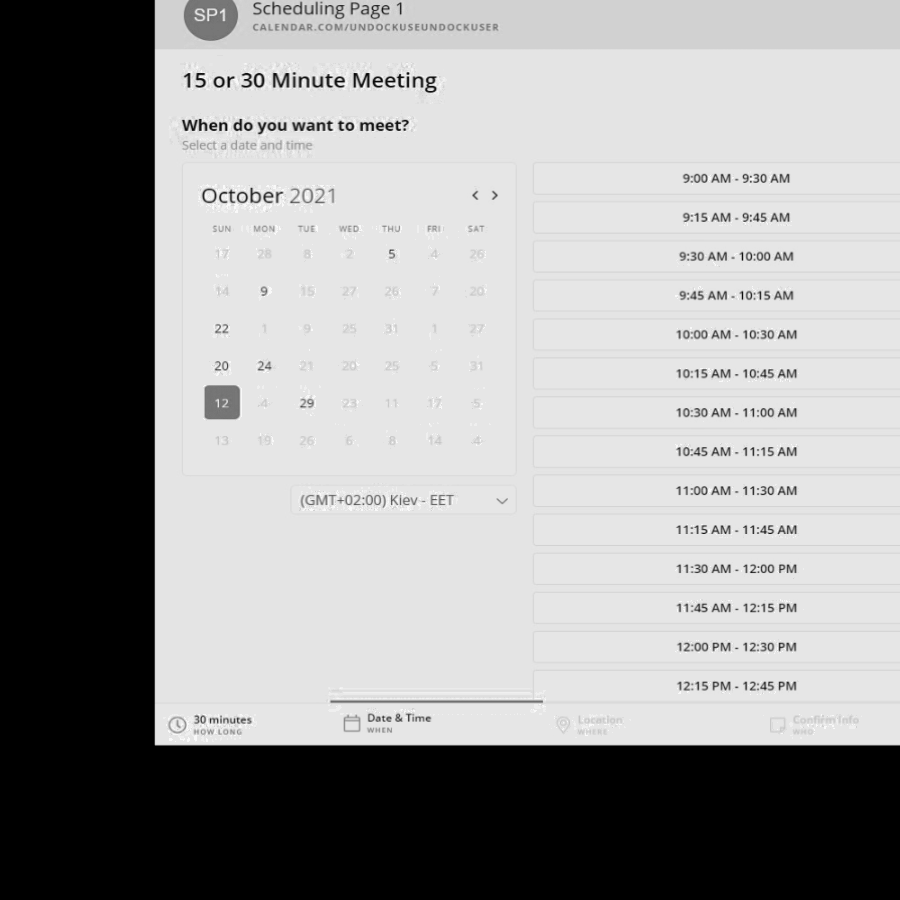 SP1
Scheduling Page 1
CALENDAR.COM/UNDOCKUSEUNDOCKUSER
15 or 30 Minute Meeting
When do you want to meet?
Select a date and time
October 2021
SUN MON TUE WED THU FRI SAT
17 28 8 2 5 4 26
14 9 15 27 26 7 20
22 1 9 25 31 1 27
20 24 21 20 25 5 31
12 4 29 23 11 17 5
13 19 26 6 8 14 4
(GMT+02:00) Kiev - EET
9:00 AM - 9:30 AM
9:15 AM - 9:45 AM
9:30 AM - 10:00 AM
9:45 AM - 10:15 AM
10:00 AM - 10:30 AM
10:15 AM - 10:45 AM
10:30 AM - 11:00 AM
10:45 AM - 11:15 AM
11:00 AM - 11:30 AM
11:15 AM - 11:45 AM
11:30 AM - 12:00 PM
11:45 AM - 12:15 PM
12:00 PM - 12:30 PM
12:15 PM - 12:45 PM
30 minutes
HOW LONG
Date & Time
WHEN
Location
WHERE
Confirm Info
WHO